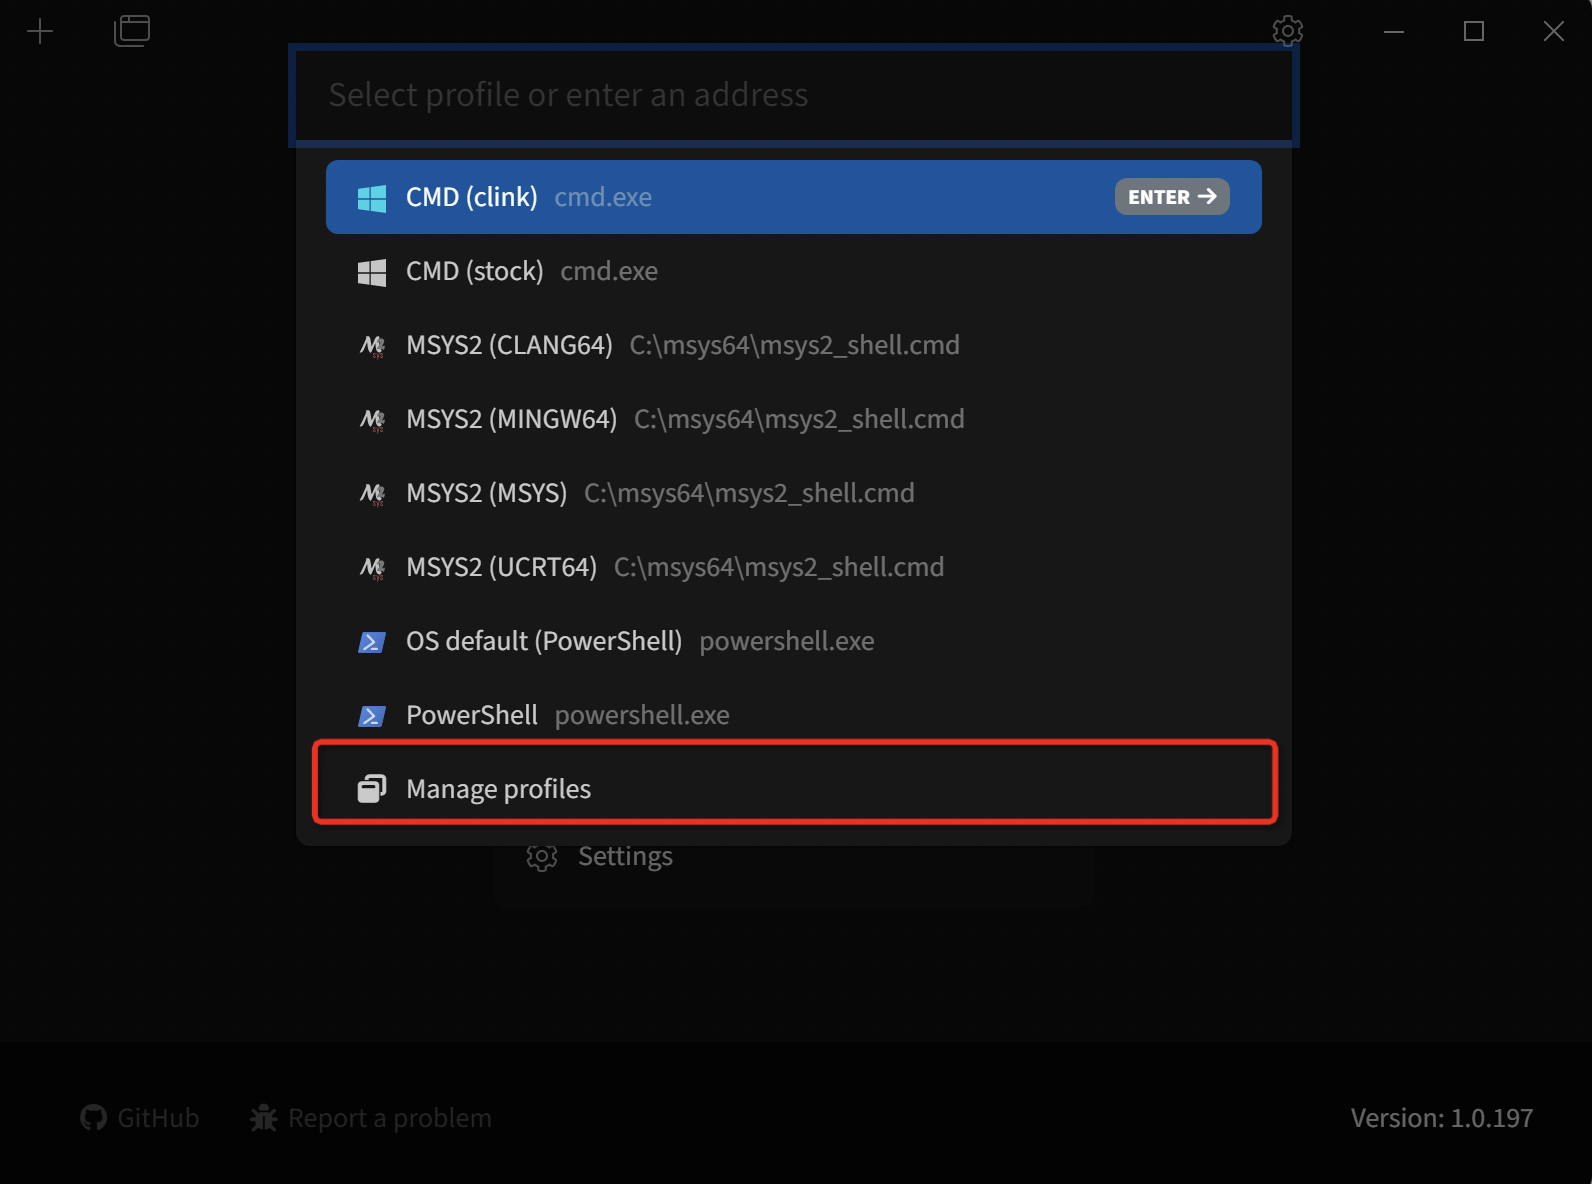 Select profile or enter an address
CMD (clink) cmd.exe ENTER →
CMD (stock) cmd.exe
MSYS2 (CLANG64) C:\msys64\msys2_shell.cmd
MSYS2 (MINGW64) C:\msys64\msys2_shell.cmd
MSYS2 (MSYS) C:\msys64\msys2_shell.cmd
MSYS2 (UCRT64) C:\msys64\msys2_shell.cmd
OS default (PowerShell) powershell.exe
PowerShell powershell.exe
Manage profiles
Settings
GitHub Report a problem Version: 1.0.197